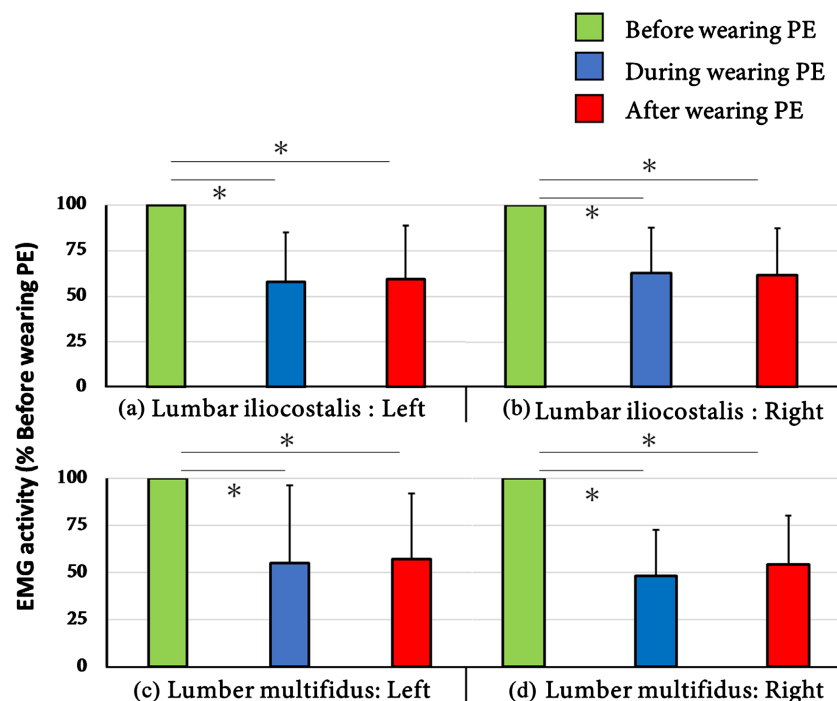 Before wearing PE
During wearing PE
After wearing PE
EMG activity (% Before wearing PE)
*
*
*
*
100
75
50
25
0
(a) Lumbar iliocostalis : Left
(b) Lumbar iliocostalis : Right
*
*
*
*
100
75
50
25
0
(c) Lumber multifidus: Left
(d) Lumber multifidus: Right